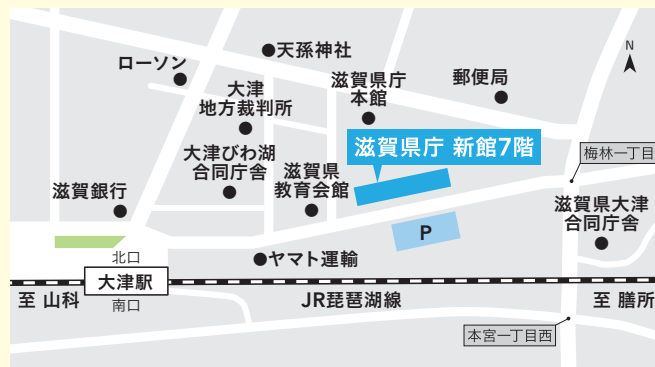 天孫神社
N
ローソン
大津
地方裁判所
滋賀県庁
本館
郵便局
滋賀県庁 新館7階
梅林一丁目
大津びわ湖
合同庁舎
滋賀県
教育会館
滋賀銀行
滋賀県大津
合同庁舎
P
北口
ヤマト運輸
大津駅
至 山科
南口
JR琵琶湖線
至 膳所
本宮一丁目西